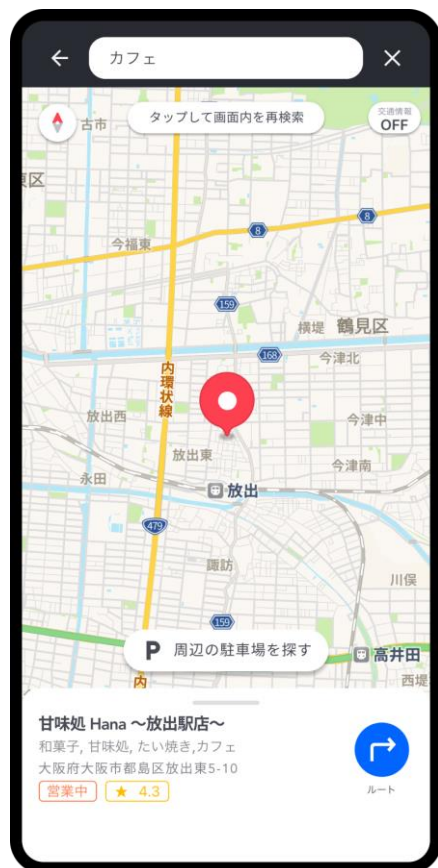 カフェ
タップして画面内を再検索
交通情報
OFF
古市
区
8
8
今福東
159
横堤
鶴見区
168
今津北
内環状線
放出西
今津中
放出東
今津南
永田
放出
479
諏訪
川俣
159
P 周辺の駐車場を探す
高井田
内
西堤
甘味処 Hana 〜放出駅店〜
和菓子, 甘味処, たい焼き,カフェ
大阪府大阪市都島区放出東5-10
営業中 ★ 4.3
ルート